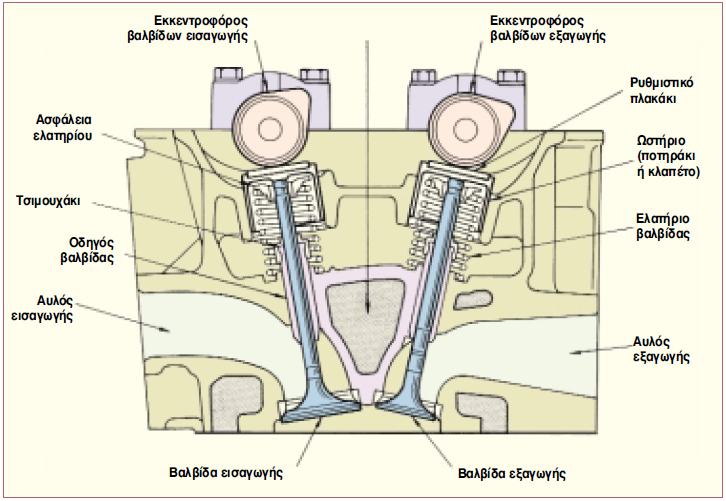 Εκκεντροφόρος
βαλβίδων εισαγωγής
Εκκεντροφόρος
βαλβίδων εξαγωγής
Ρυθμιστικό
πλακάκι
Ασφάλεια
ελατηρίου
Ωστήριο
(ποτηράκι
ή κλαπέτο)
Τσιμουχάκι
Ελατήριο
βαλβίδας
Οδηγός
βαλβίδας
Αυλός
εισαγωγής
Αυλός
εξαγωγής
Βαλβίδα εισαγωγής
Βαλβίδα εξαγωγής